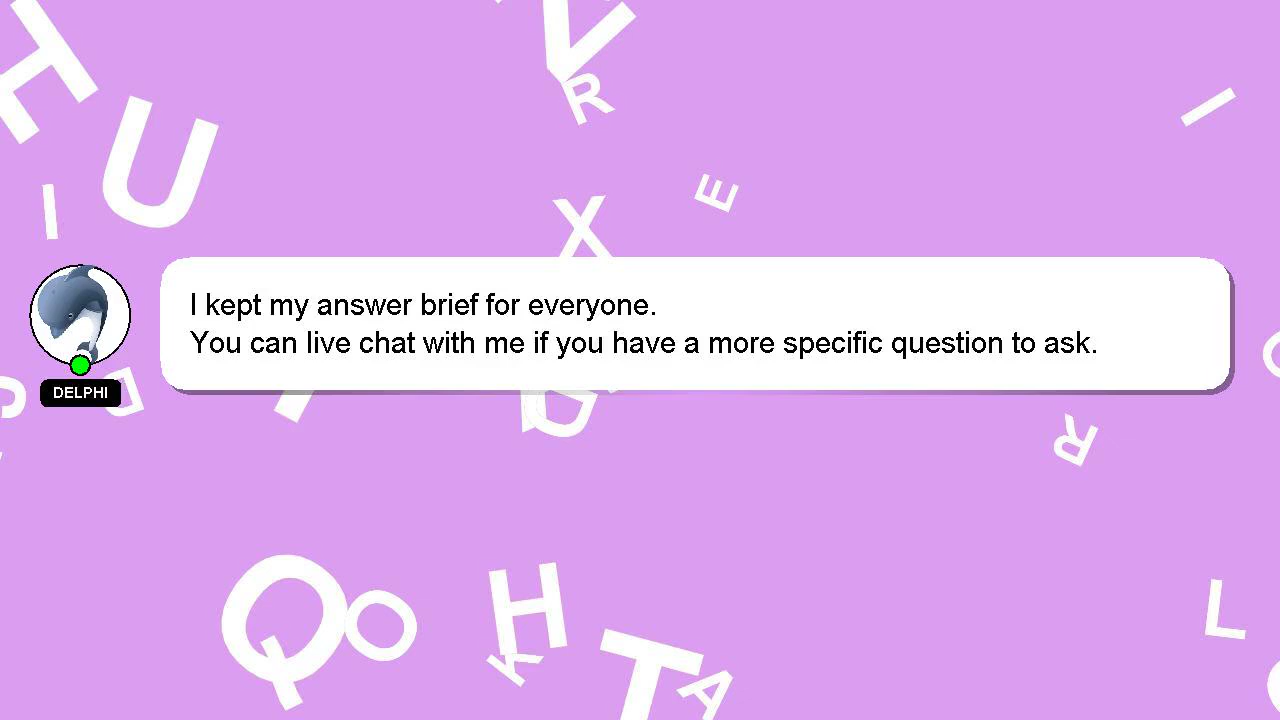 H
U
I
V
R
E
X
I
I kept my answer brief for everyone.
You can live chat with me if you have a more specific question to ask.
DELPHI
D
R
Q
O
H
K
T
A
L